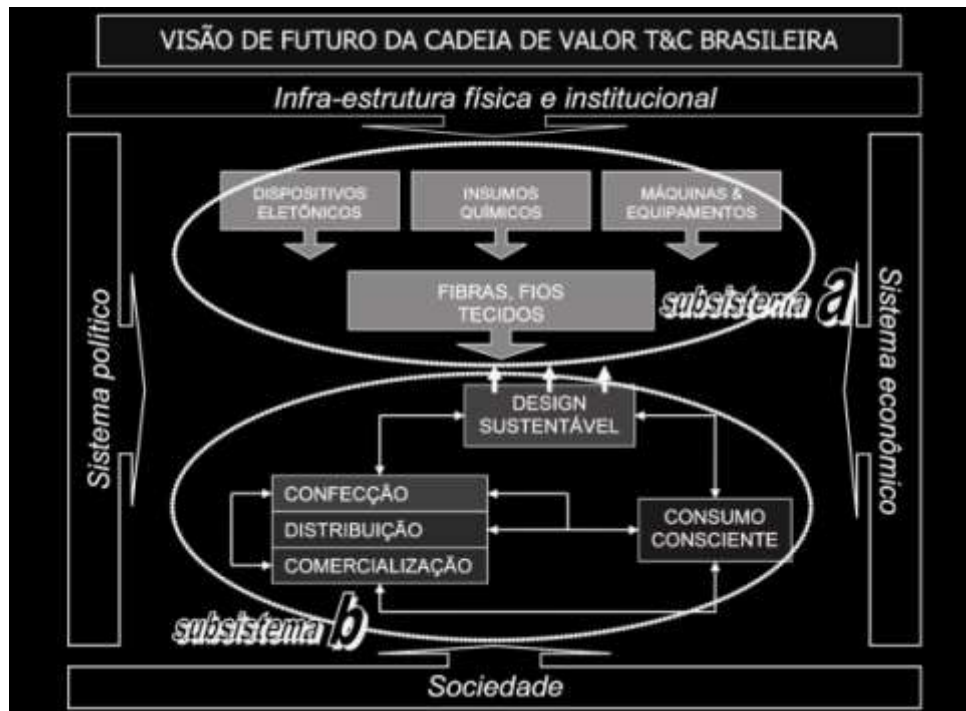 VISÃO DE FUTURO DA CADEIA DE VALOR T&C BRASILEIRA
Infra-estrutura física e institucional
DISPOSITIVOS
ELETÔNICOS
INSUMOS
QUÍMICOS
MÁQUINAS &
EQUIPAMENTOS
FIBRAS, FIOS
TECIDOS
subsistema a
Sistema político
Sistema econômico
DESIGN
SUSTENTÁVEL
CONFECÇÃO
DISTRIBUIÇÃO
COMERCIALIZAÇÃO
CONSUMO
CONSCIENTE
subsistema b
Sociedade